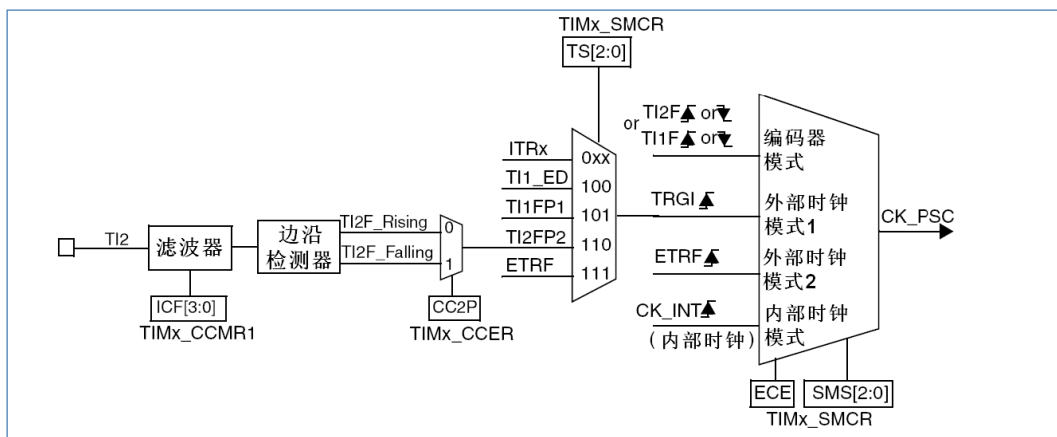 TIMx_SMCR
TS[2:0]
or TI2F or
TI1F or
编码器
模式
ITRx
0xx
TI1_ED
100
TI1FP1
101
TRGI
外部时钟
模式1
CK_PSC
TI2
滤波器
边沿
检测器
TI2F_Rising
0
TI2F_Falling
1
TI2FP2
110
ETRF
111
ETRF
外部时钟
模式2
ICF[3:0]
TIMx_CCMR1
CC2P
TIMx_CCER
CK_INT
（内部时钟）
内部时钟
模式
ECE
SMS[2:0]
TIMx_SMCR